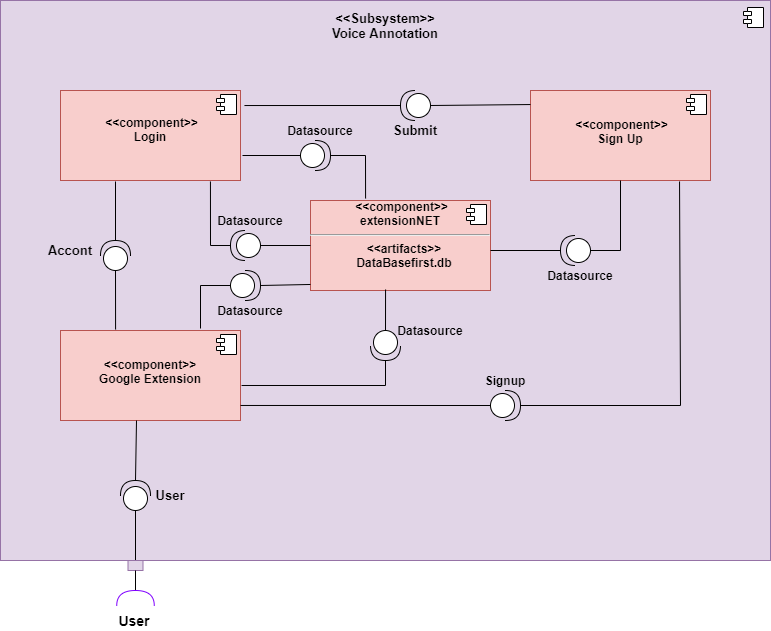 <<Subsystem>>
Voice Annotation
<<component>>
Login
Submit
<<component>>
Sign Up
Datasource
<<component>>
extensionNET
<<artifacts>>
DataBasefirst.db
Datasource
Accont
Datasource
Datasource
Datasource
<<component>>
Google Extension
Signup
User
User